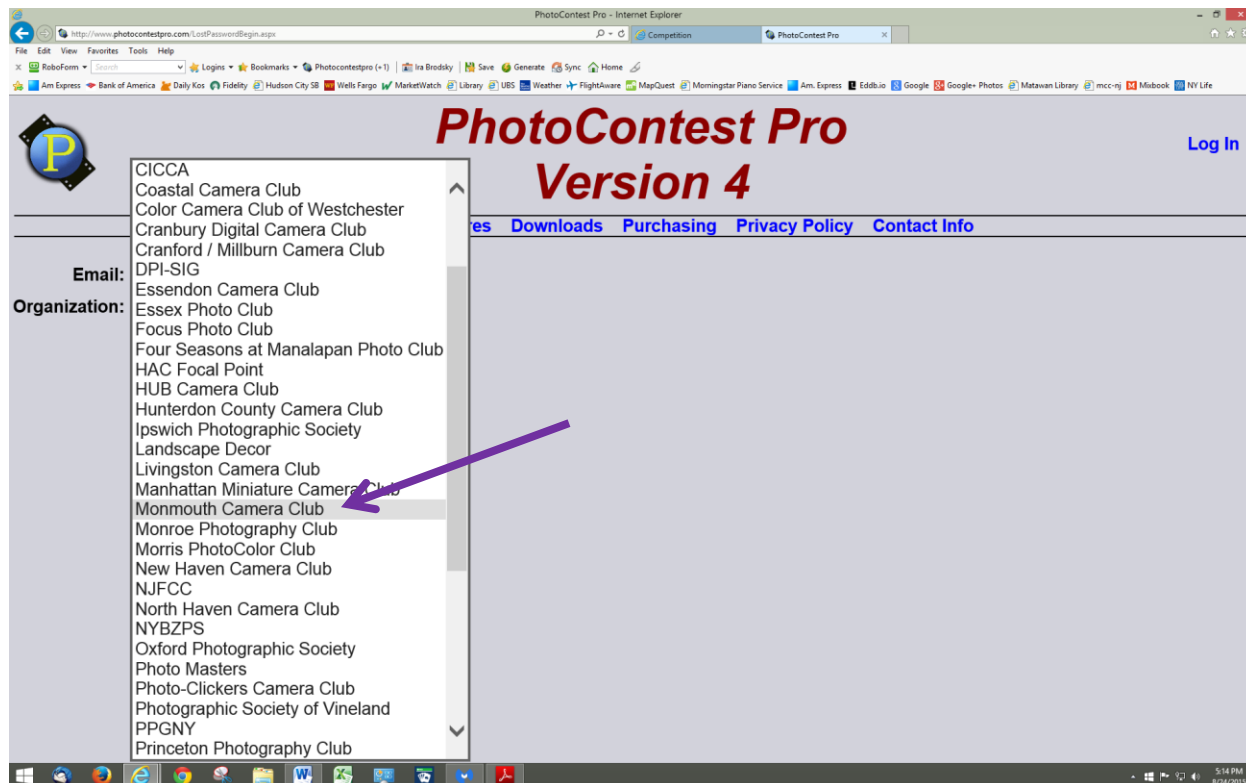 PhotoContest Pro - Internet Explorer
http://www.photocontestpro.com/LostPasswordBegin.aspx
Competition
PhotoContest Pro
File Edit View Favorites Tools Help
RoboForm Search Logins Bookmarks Photocontestpro (+1) Ira Brodsky Save Generate Sync Home
Am Express Bank of America Daily Kos Fidelity Hudson City SB Wells Fargo MarketWatch Library UBS Weather FlightAware MapQuest Morningstar Piano Service Am. Express Eddb.io Google Google+ Photos Matawan Library mcc-nj Mixbook NY Life
P
PhotoContest Pro
Version 4
Log In
es Downloads Purchasing Privacy Policy Contact Info
Email:
Organization:
CICCA
Coastal Camera Club
Color Camera Club of Westchester
Cranbury Digital Camera Club
Cranford / Millburn Camera Club
DPI-SIG
Essendon Camera Club
Essex Photo Club
Focus Photo Club
Four Seasons at Manalapan Photo Club
HAC Focal Point
HUB Camera Club
Hunterdon County Camera Club
Ipswich Photographic Society
Landscape Decor
Livingston Camera Club
Manhattan Miniature Camera Club
Monmouth Camera Club
Monroe Photography Club
Morris PhotoColor Club
New Haven Camera Club
NJFCC
North Haven Camera Club
NYBZPS
Oxford Photographic Society
Photo Masters
Photo-Clickers Camera Club
Photographic Society of Vineland
PPGNY
Princeton Photography Club
5:14 PM
8/24/2015